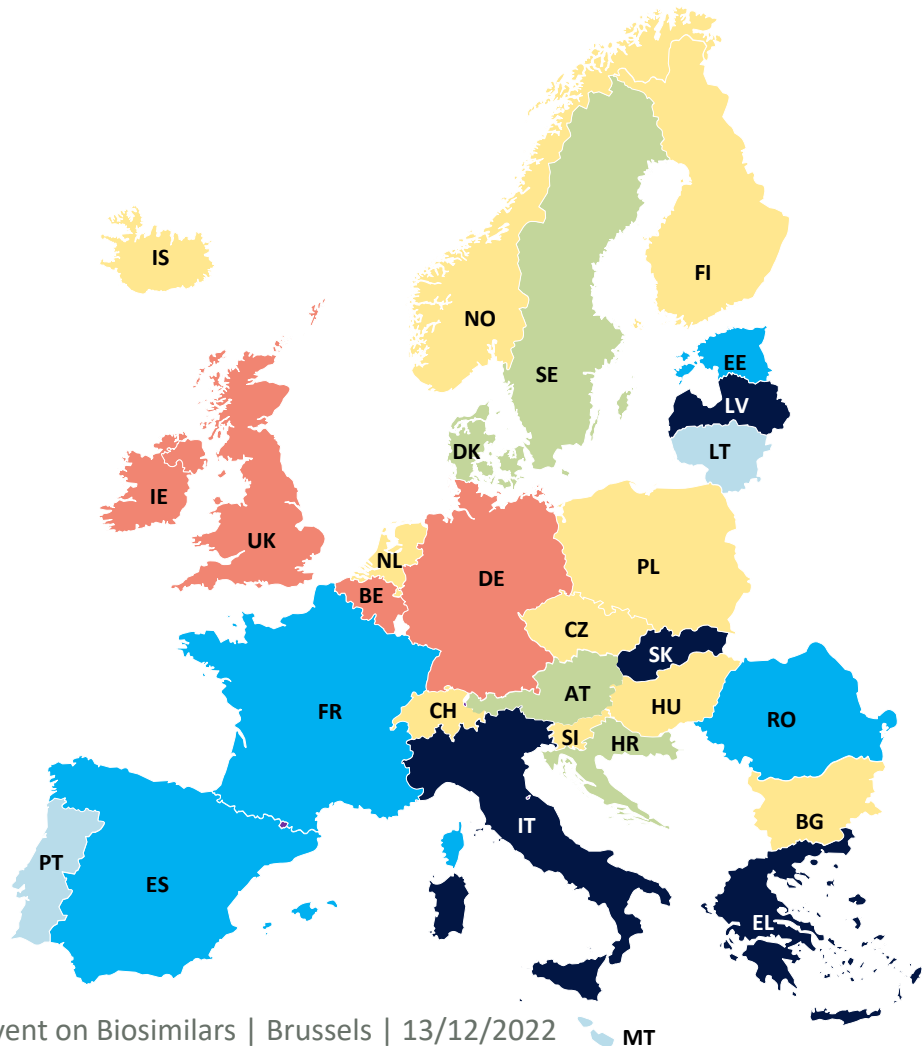 IS
FI
NO
SE
EE
LV
DK
LT
IE
UK
NL
DE
PL
BE
CZ
SK
AT
HU
CH
FR
RO
SI
HR
IT
BG
PT
ES
EL
vent on Biosimilars | Brussels | 13/12/2022
MT